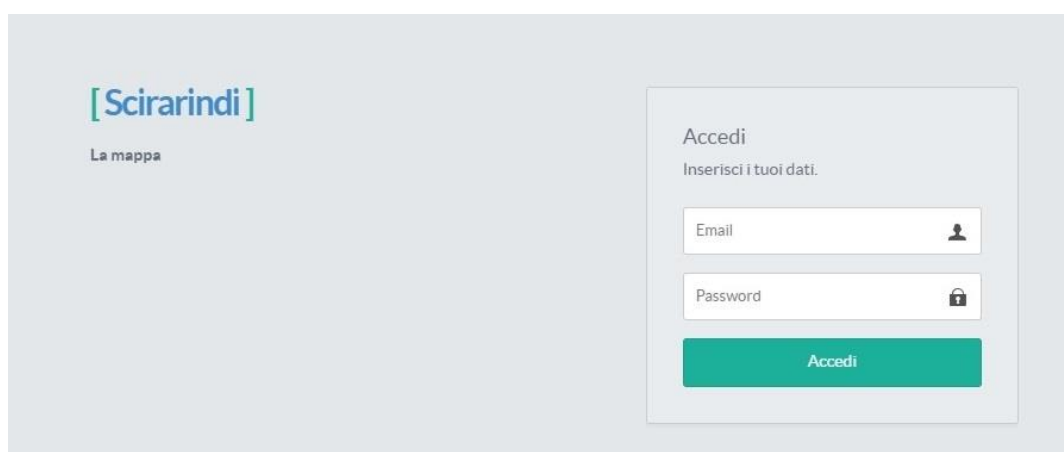 [ Scirarindi ]
La mappa
Accedi
Inserisci i tuoi dati.
Email
Password
Accedi